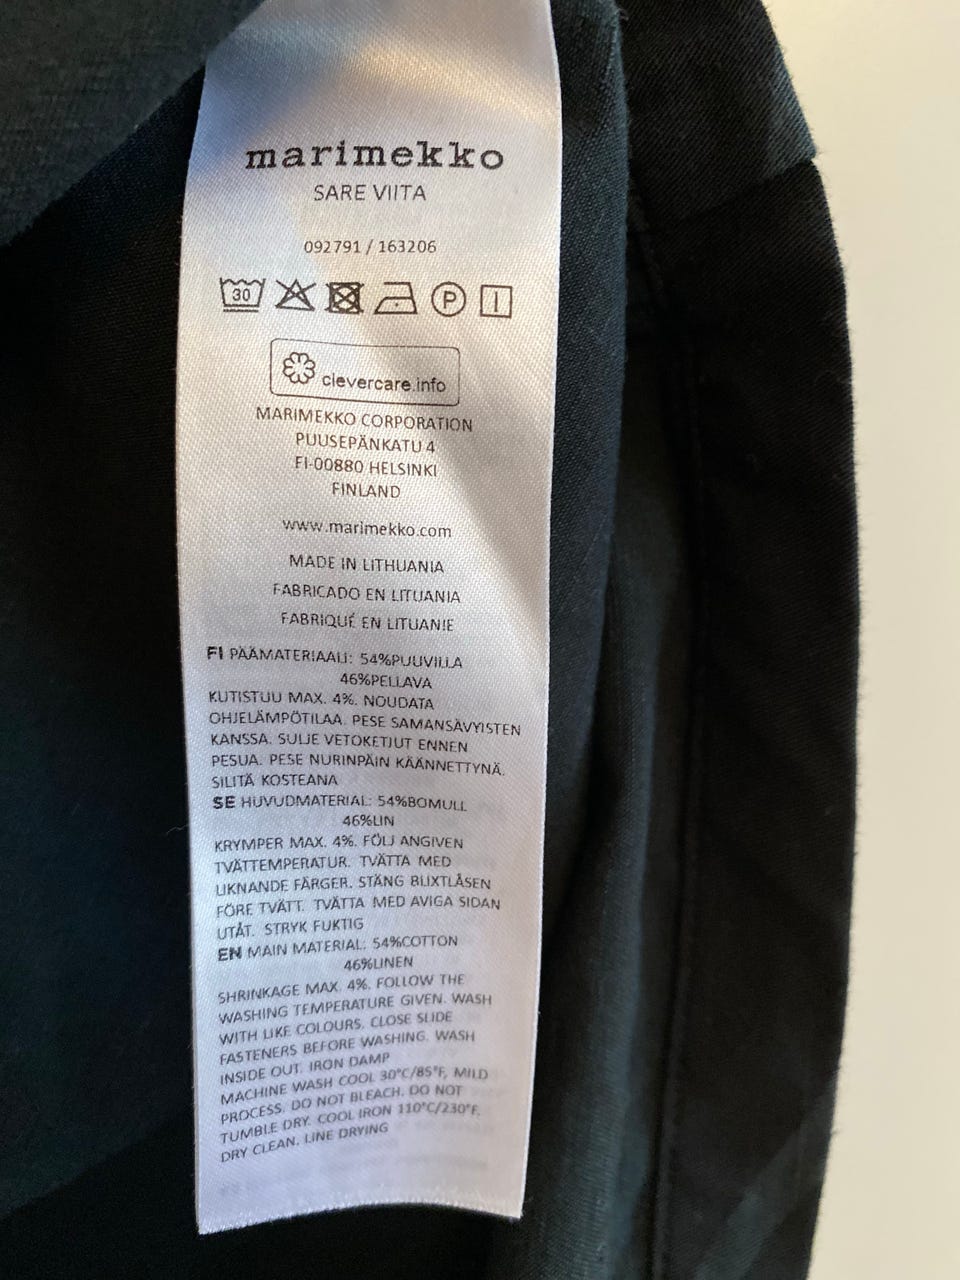 marimekko
SARE VIITA
092791 / 163206
30 P
clevercare.info
MARIMEKKO CORPORATION
PUUSEPÄNKATU 4
FI-00880 HELSINKI
FINLAND
www.marimekko.com
MADE IN LITHUANIA
FABRICADO EN LITUANIA
FABRIQUÉ EN LITUANIE
FI PÄÄMATERIAALI: 54%PUUVILLA
46%PELLAVA
KUTISTUU MAX. 4%. NOUDATA
OHJELÄMPÖTILAA. PESE SAMANSÄVYISTEN
KANSSA. SULJE VETOKETJUT ENNEN
PESUA. PESE NURINPÄIN KÄÄNNETTYNÄ.
SILITÄ KOSTEANA
SE HUVUDMATERIAL: 54%BOMULL
46%LIN
KRYMPER MAX. 4%. FÖLJ ANGIVEN
TVÄTTEMPERATUR. TVÄTTA MED
LIKNANDE FÄRGER. STÄNG BLIXTLÅSEN
FÖRE TVÄTT. TVÄTTA MED AVIGA SIDAN
UTÅT. STRYK FUKTIG
EN MAIN MATERIAL: 54%COTTON
46%LINEN
SHRINKAGE MAX. 4%. FOLLOW THE
WASHING TEMPERATURE GIVEN. WASH
WITH LIKE COLOURS. CLOSE SLIDE
FASTENERS BEFORE WASHING. WASH
INSIDE OUT. IRON DAMP
MACHINE WASH COOL 30°C/85°F, MILD
PROCESS. DO NOT BLEACH. DO NOT
TUMBLE DRY. COOL IRON 110°C/230°F,
DRY CLEAN. LINE DRYING